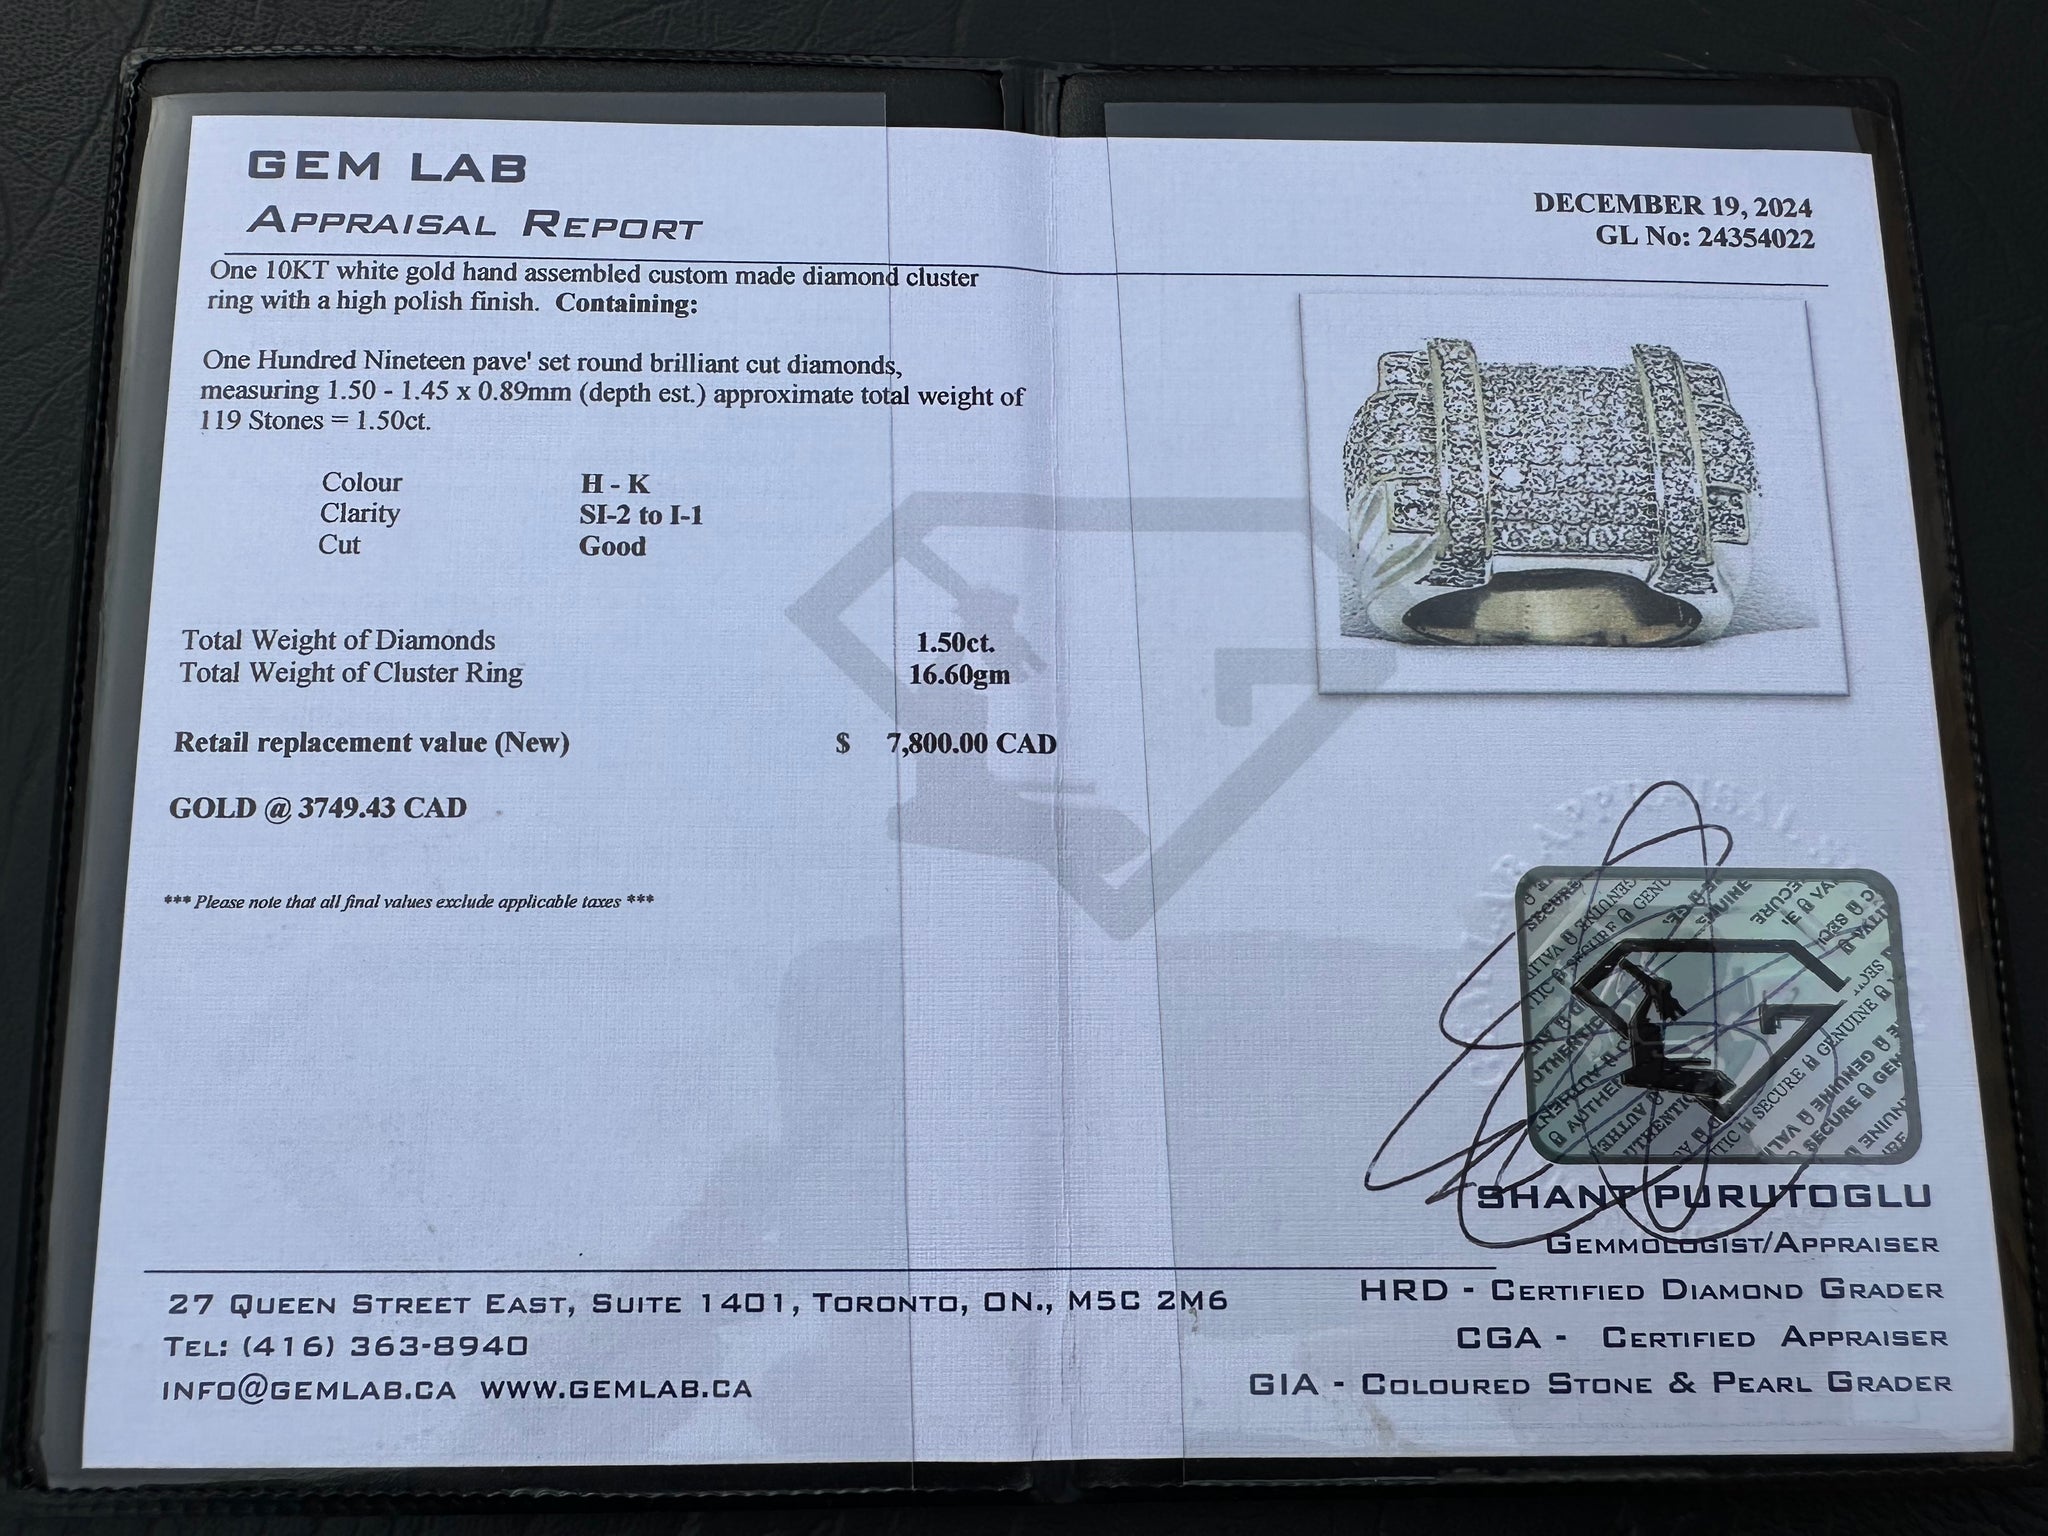 GEM LAB
APPRAISAL REPORT
DECEMBER 19, 2024
GL No: 24354022
One 10KT white gold hand assembled custom made diamond cluster
ring with a high polish finish. Containing:
One Hundred Nineteen pave' set round brilliant cut diamonds,
measuring 1.50 - 1.45 x 0.89mm (depth est.) approximate total weight of
119 Stones = 1.50ct.
Colour H - K
Clarity SI-2 to I-1
Cut Good
Total Weight of Diamonds 1.50ct.
Total Weight of Cluster Ring 16.60gm
Retail replacement value (New) $ 7,800.00 CAD
GOLD @ 3749.43 CAD
*** Please note that all final values exclude applicable taxes ***
SHANT PURUTOGLU
GEMMOLOGIST/APPRAISER
HRD - CERTIFIED DIAMOND GRADER
CGA - CERTIFIED APPRAISER
GIA - COLOURED STONE & PEARL GRADER
27 QUEEN STREET EAST, SUITE 1401, TORONTO, ON., M5C 2M6
TEL: (416) 363-8940
INFO@GEMLAB.CA WWW.GEMLAB.CA